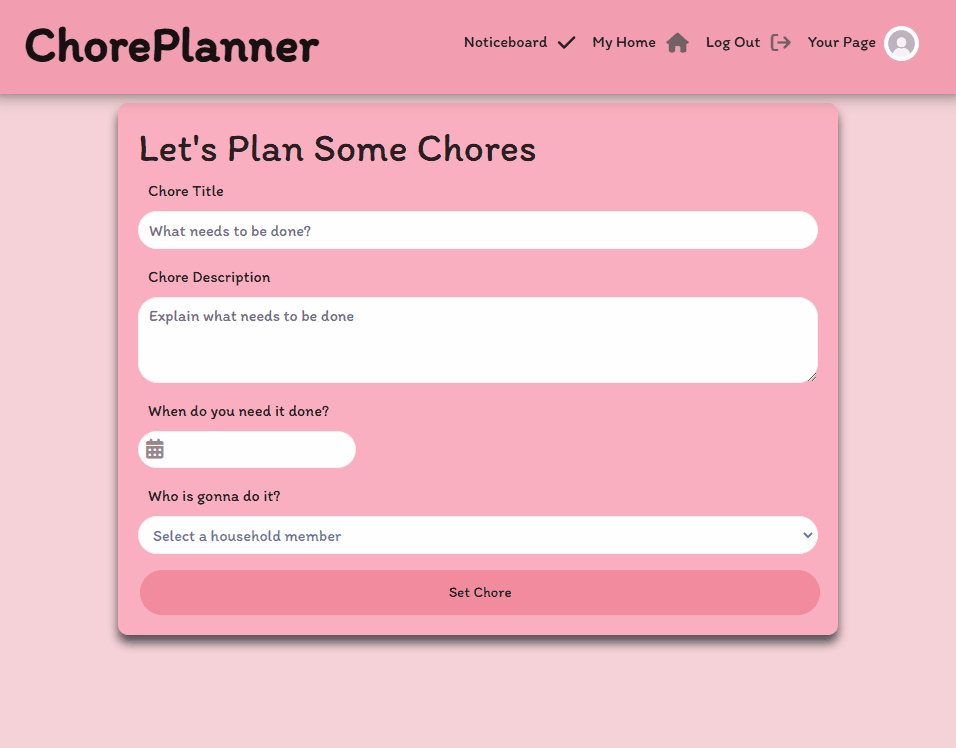 ChorePlanner
Noticeboard My Home Log Out Your Page
Let's Plan Some Chores
Chore Title
What needs to be done?
Chore Description
Explain what needs to be done
When do you need it done?
Who is gonna do it?
Select a household member
Set Chore